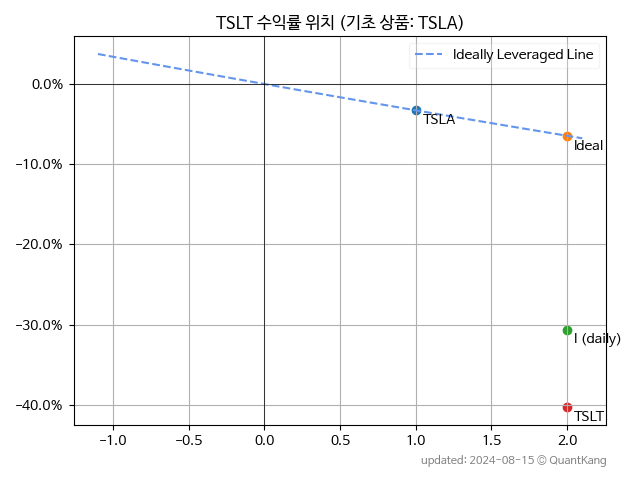 TSLT 수익률 위치 (기초 상품: TSLA)
Ideally Leveraged Line
0.0%
TSLA
Ideal
−10.0%
−20.0%
−30.0%
I (daily)
−40.0%
TSLT
−1.0 −0.5 0.0 0.5 1.0 1.5 2.0
updated: 2024-08-15 © QuantKang